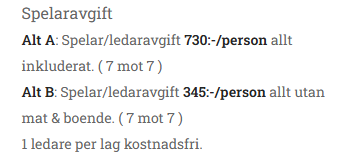 Spelaravgift
Alt A: Spelar/ledaravgift 730:-/person allt
inkluderat. ( 7 mot 7 )
Alt B: Spelar/ledaravgift 345:-/person allt utan
mat & boende. ( 7 mot 7 )
1 ledare per lag kostnadsfri.